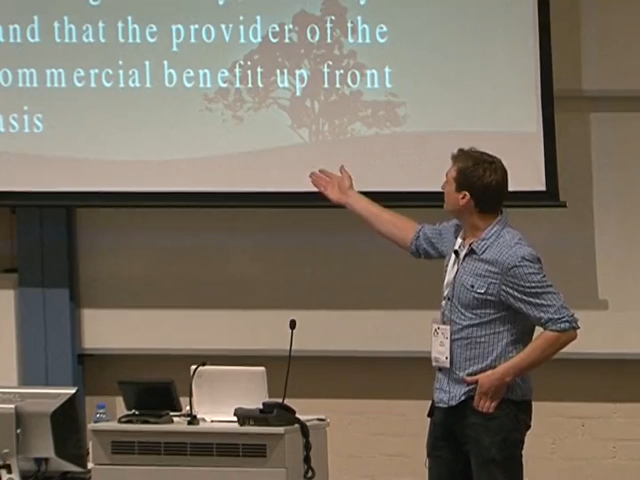 and that the provider of the
ommercial benefit up front
asis